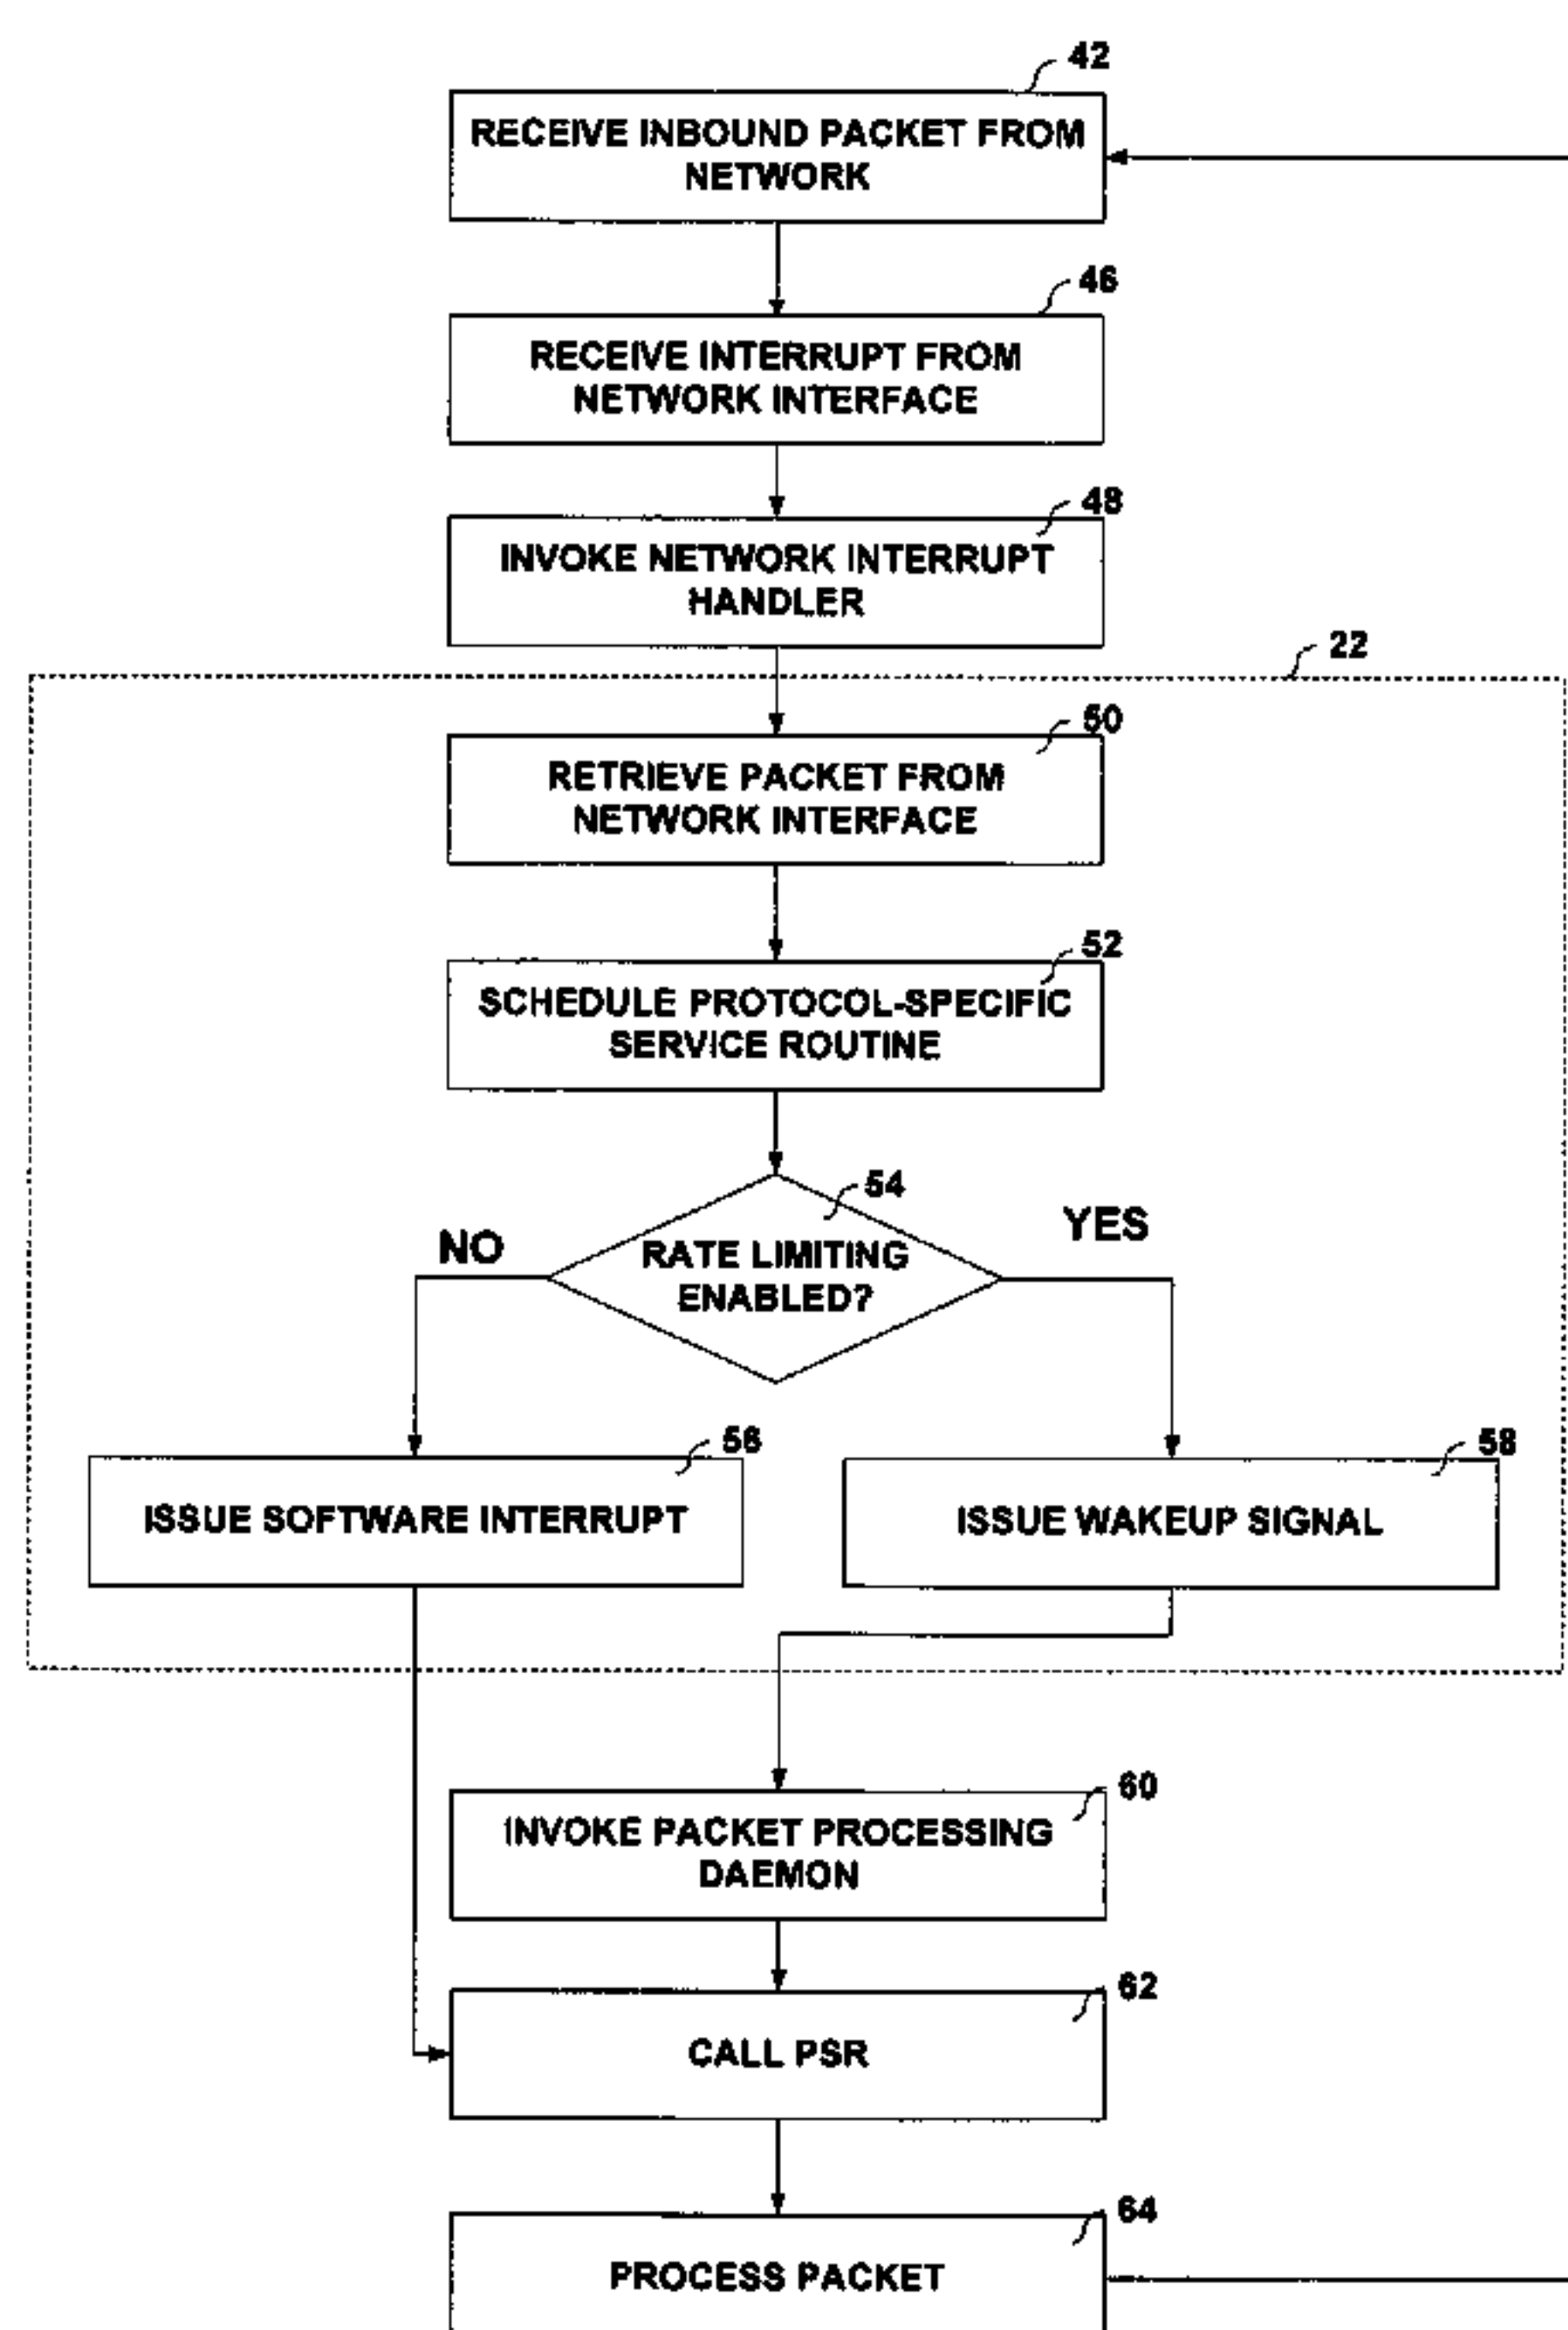 42
RECEIVE INBOUND PACKET FROM
NETWORK
46
RECEIVE INTERRUPT FROM
NETWORK INTERFACE
48
INVOKE NETWORK INTERRUPT
HANDLER
22
50
RETRIEVE PACKET FROM
NETWORK INTERFACE
52
SCHEDULE PROTOCOL-SPECIFIC
SERVICE ROUTINE
54
NO
YES
RATE LIMITING
ENABLED?
56
58
ISSUE SOFTWARE INTERRUPT
ISSUE WAKEUP SIGNAL
60
INVOKE PACKET PROCESSING
DAEMON
62
CALL PSR
64
PROCESS PACKET